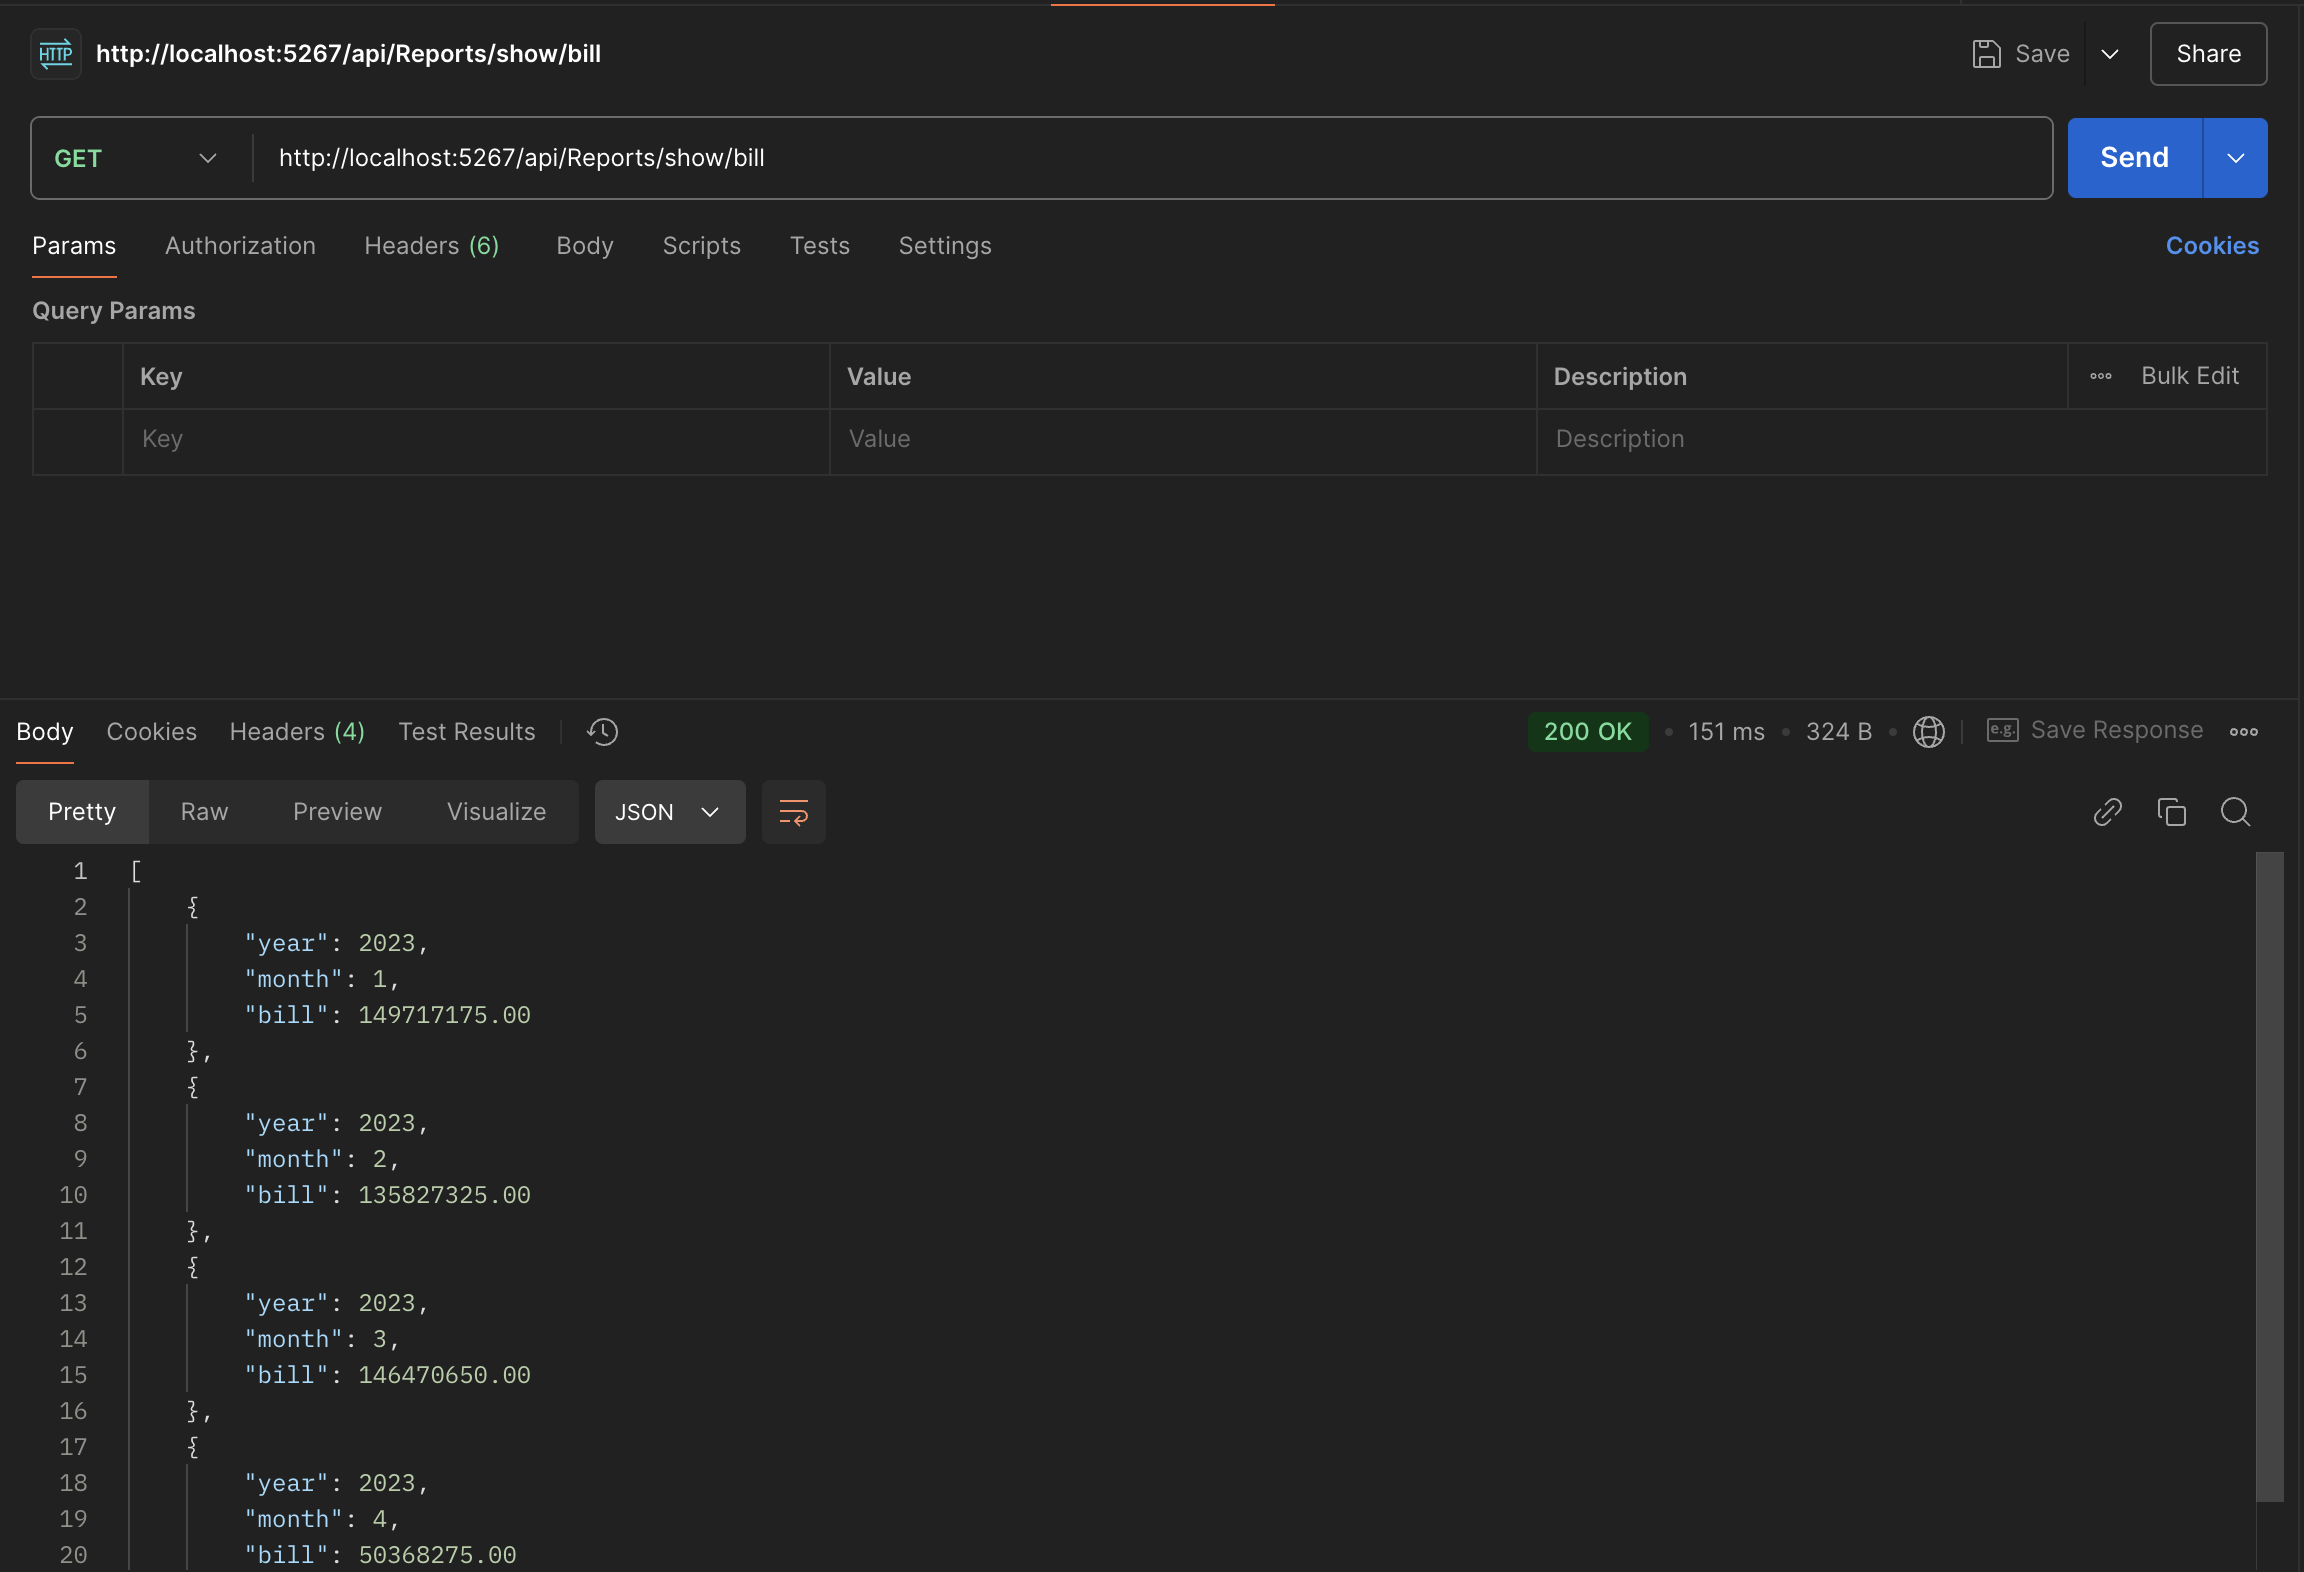 HTTP http://localhost:5267/api/Reports/show/bill Save Share
GET http://localhost:5267/api/Reports/show/bill Send
Params Authorization Headers (6) Body Scripts Tests Settings Cookies
Query Params
Key Value Description Bulk Edit
Key Value Description
Body Cookies Headers (4) Test Results 200 OK • 151 ms • 324 B • e.g. Save Response
Pretty Raw Preview Visualize JSON
1 [
2 {
3 "year": 2023,
4 "month": 1,
5 "bill": 149717175.00
6 },
7 {
8 "year": 2023,
9 "month": 2,
10 "bill": 135827325.00
11 },
12 {
13 "year": 2023,
14 "month": 3,
15 "bill": 146470650.00
16 },
17 {
18 "year": 2023,
19 "month": 4,
20 "bill": 50368275.00